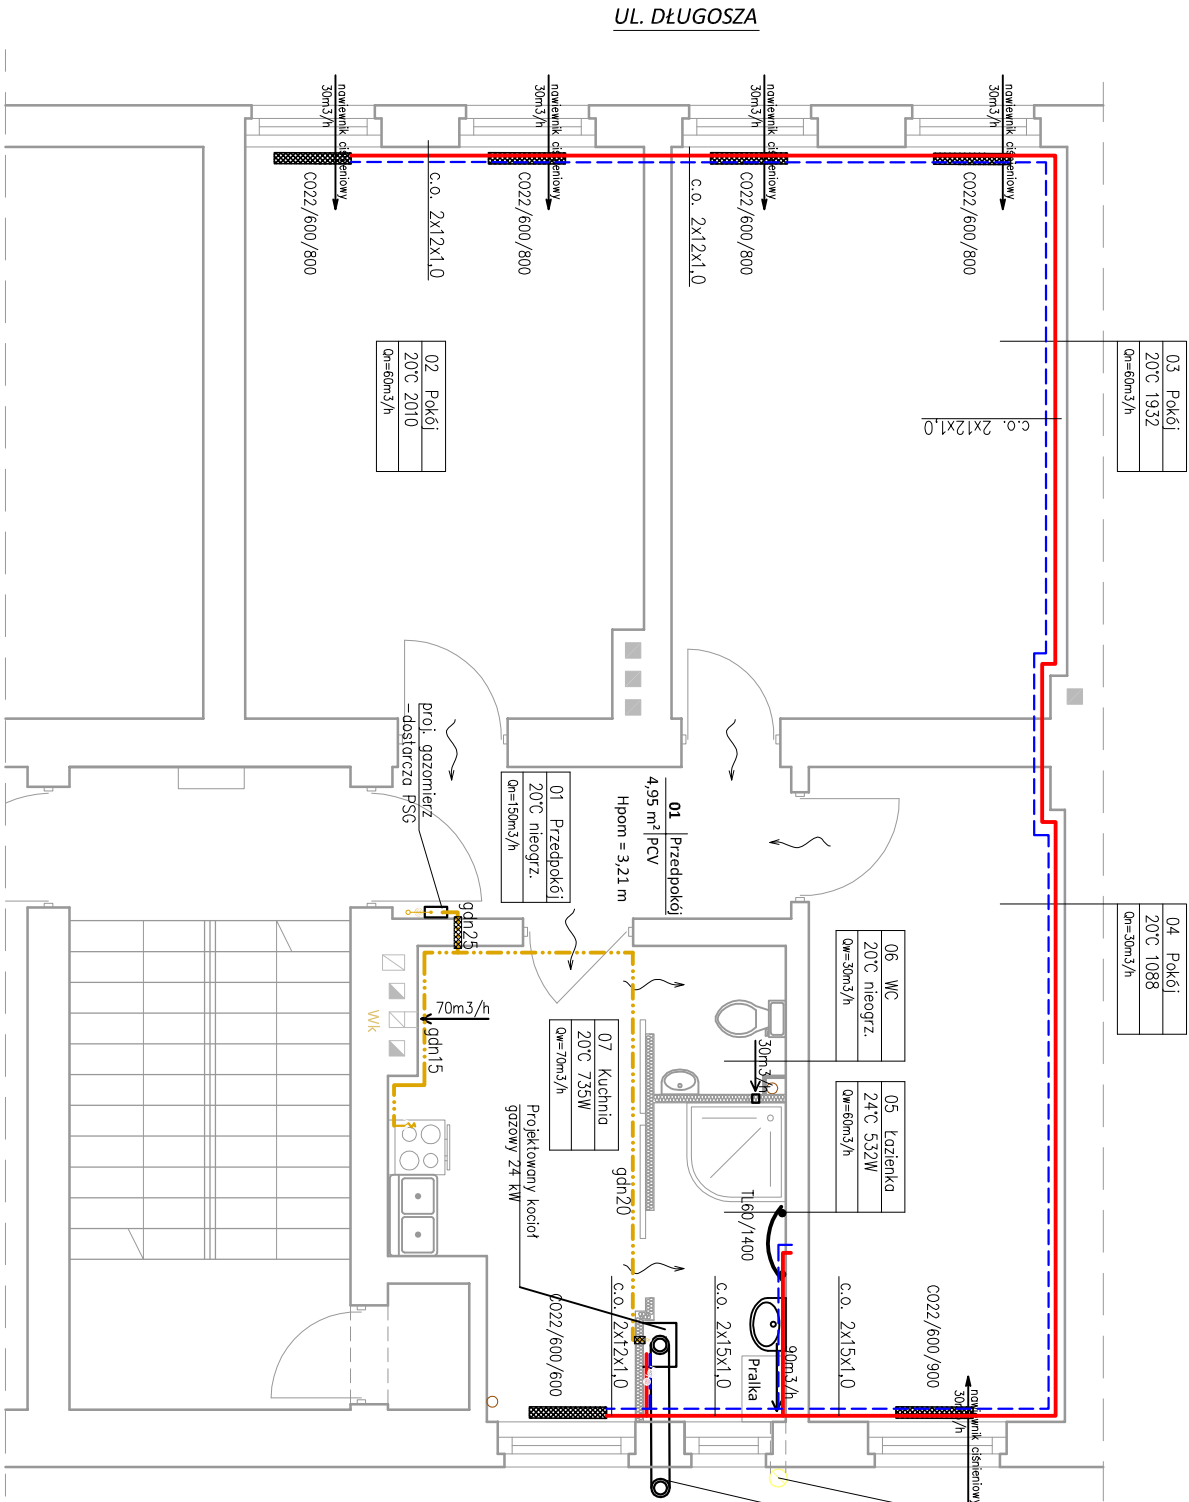 UL. DŁUGOSZA
nawiewnik ciśnieniowy
30m3/h
nawiewnik ciśnieniowy
30m3/h
nawiewnik ciśnieniowy
30m3/h
nawiewnik ciśnieniowy
30m3/h
CO22/600/800
c.o. 2x12x1,0
CO22/600/800
c.o. 2x12x1,0
CO22/600/800
CO22/600/800
02 Pokój
20°C 2010
Qn=60m3/h
03 Pokój
20°C 1932
Qn=60m3/h
c.o. 2x12x1,0
proj. gazomierz
-dostarcza PSG
01 Przedpokój
20°C nieogrz.
Qn=150m3/h
01 Przedpokój
4,95 m² PCV
Hpom = 3,21 m
gdn25
06 WC
20°C nieogrz.
Qw=30m3/h
04 Pokój
20°C 1088
Qn=30m3/h
70m3/h
Wk
gdn15
07 Kuchnia
20°C 735W
Qw=70m3/h
30m3/h
05 Łazienka
24°C 532W
Qw=60m3/h
Projektowany kocioł
gazowy 24 kW
gdn20
TL60/1400
CO22/600/600
c.o. 2x12x1,0
c.o. 2x15x1,0
Pralka
90m3/h
c.o. 2x15x1,0
CO22/600/900
nawiewnik ciśnieniowy
30m3/h